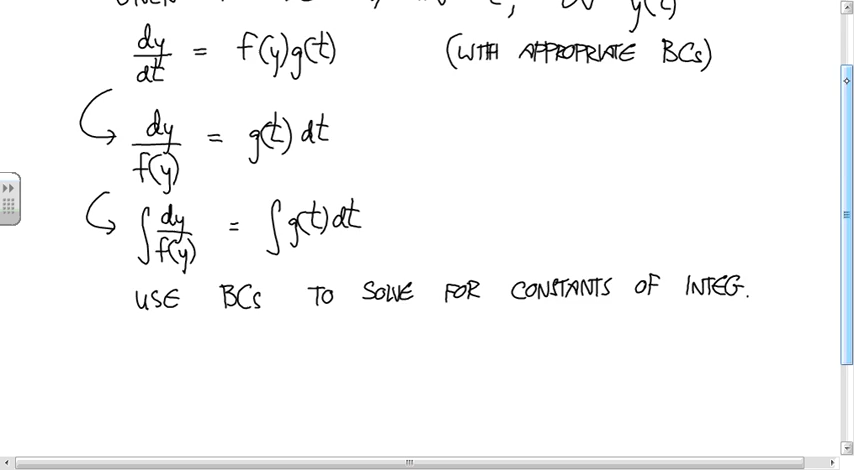 y(t)
dy/dt = f(y)g(t) (WITH APPROPRIATE BCs)
dy/f(y) = g(t) dt
∫ dy/f(y) = ∫ g(t) dt
USE BCs TO SOLVE FOR CONSTANTS OF INTEG.